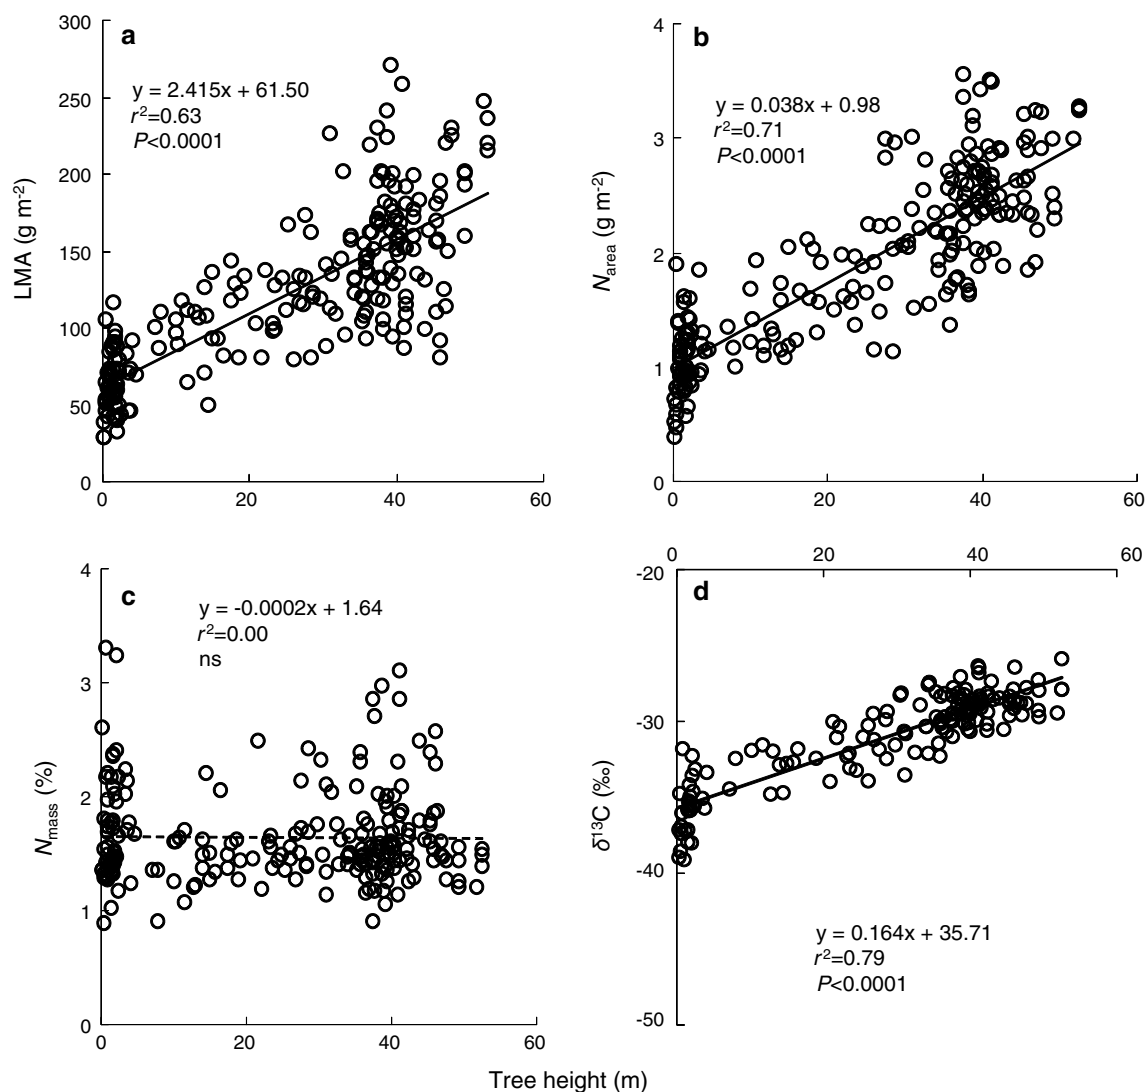 a
y = 2.415x + 61.50
r²=0.63
P<0.0001
LMA (g m⁻²)
300
250
200
150
100
50
0
0 20 40 60
b
y = 0.038x + 0.98
r²=0.71
P<0.0001
N area (g m⁻²)
4
3
2
1
0
0 20 40 60
c
y = -0.0002x + 1.64
r²=0.00
ns
N mass (%)
4
3
2
1
0
0 20 40 60
0 20 40 60
d
-20
-30
-40
-50
δ¹³C (‰)
y = 0.164x + 35.71
r²=0.79
P<0.0001
Tree height (m)